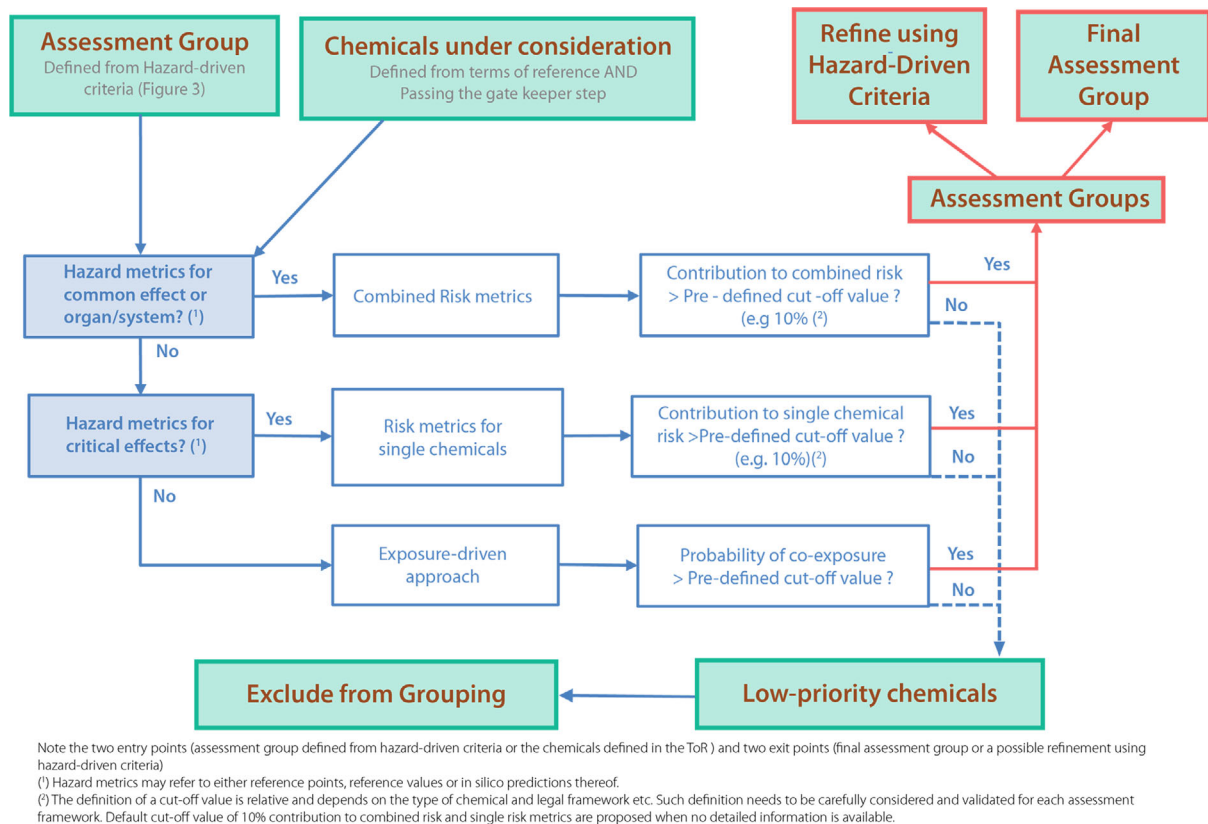 Assessment Group
Defined from Hazard-driven
criteria (Figure 3)
Chemicals under consideration
Defined from terms of reference AND
Passing the gate keeper step
Refine using
Hazard-Driven
Criteria
Final
Assessment
Group
Assessment Groups
Hazard metrics for
common effect or
organ/system? (¹)
Yes
Combined Risk metrics
Contribution to combined risk
> Pre - defined cut -off value ?
(e.g 10% (²)
Yes
No
No
Hazard metrics for
critical effects? (¹)
Yes
Risk metrics for
single chemicals
Contribution to single chemical
risk >Pre-defined cut-off value ?
(e.g. 10%)(²)
Yes
No
No
Exposure-driven
approach
Probability of co-exposure
> Pre-defined cut-off value ?
Yes
No
Exclude from Grouping
Low-priority chemicals
Note the two entry points (assessment group defined from hazard-driven criteria or the chemicals defined in the ToR ) and two exit points (final assessment group or a possible refinement using
hazard-driven criteria)
(¹) Hazard metrics may refer to either reference points, reference values or in silico predictions thereof.
(²) The definition of a cut-off value is relative and depends on the type of chemical and legal framework etc. Such definition needs to be carefully considered and validated for each assessment
framework. Default cut-off value of 10% contribution to combined risk and single risk metrics are proposed when no detailed information is available.